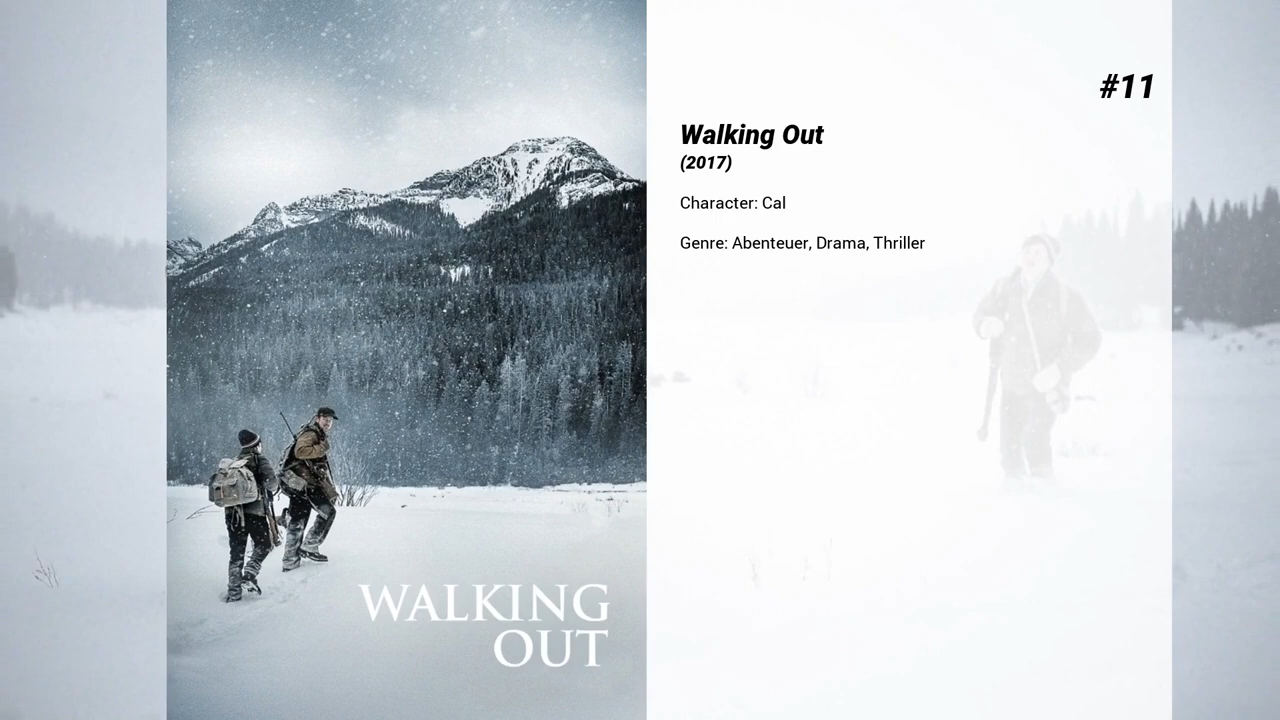 #11
Walking Out
(2017)
Character: Cal
Genre: Abenteuer, Drama, Thriller
WALKING
OUT